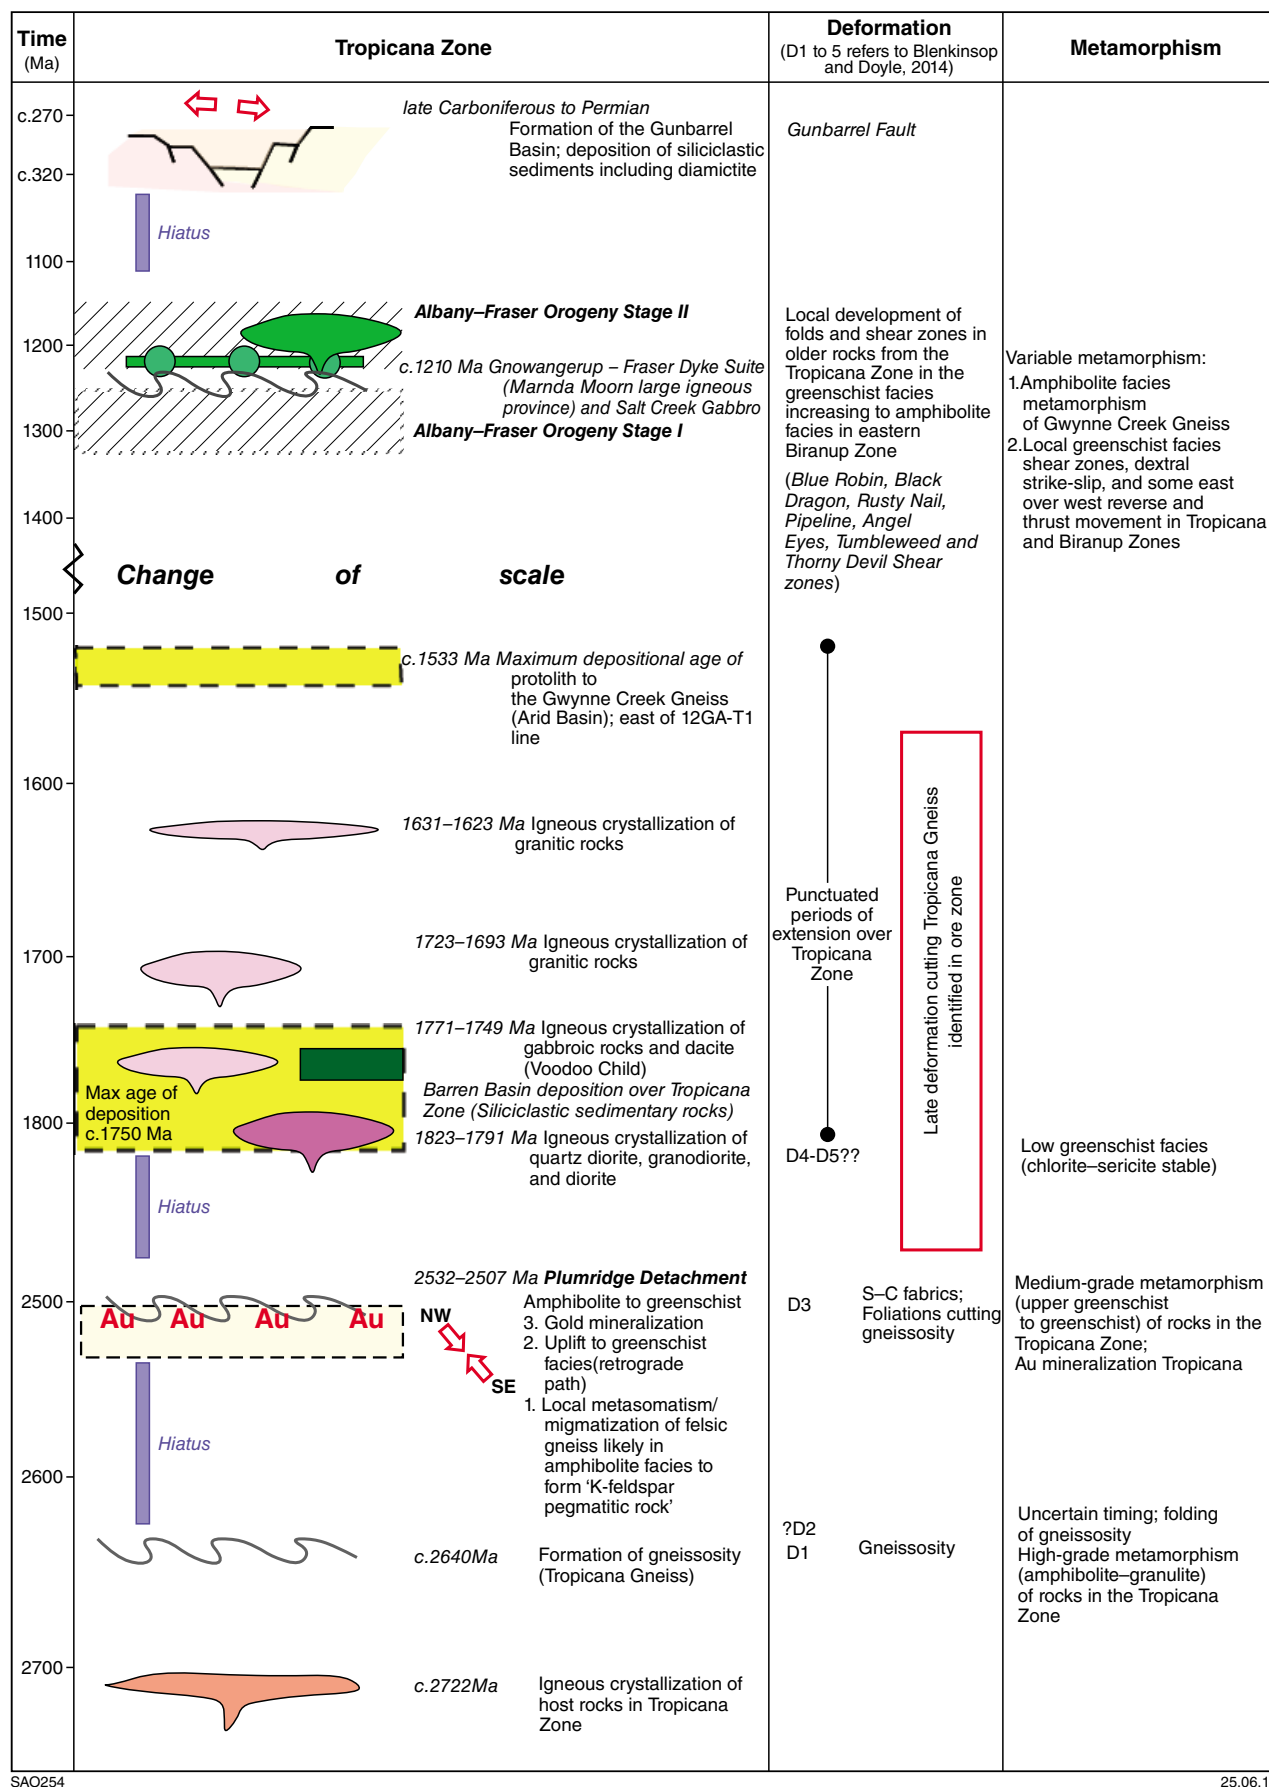 Time
(Ma)
Tropicana Zone
Deformation
(D1 to 5 refers to Blenkinsop
and Doyle, 2014)
Metamorphism
c.270
c.320
1100
1200
1300
1400
1500
1600
1700
1800
2500
2600
2700
late Carboniferous to Permian
Formation of the Gunbarrel
Basin; deposition of siliciclastic
sediments including diamictite
Gunbarrel Fault
Hiatus
Albany–Fraser Orogeny Stage II
c.1210 Ma Gnowangerup – Fraser Dyke Suite
(Marnda Moorn large igneous
province) and Salt Creek Gabbro
Albany–Fraser Orogeny Stage I
Local development of
folds and shear zones in
older rocks from the
Tropicana Zone in the
greenschist facies
increasing to amphibolite
facies in eastern
Biranup Zone
(Blue Robin, Black
Dragon, Rusty Nail,
Pipeline, Angel
Eyes, Tumbleweed and
Thorny Devil Shear
zones)
Variable metamorphism:
1.Amphibolite facies
metamorphism
of Gwynne Creek Gneiss
2.Local greenschist facies
shear zones, dextral
strike-slip, and some east
over west reverse and
thrust movement in Tropicana
and Biranup Zones
Change of scale
c.1533 Ma Maximum depositional age of
protolith to
the Gwynne Creek Gneiss
(Arid Basin); east of 12GA-T1
line
1631–1623 Ma Igneous crystallization of
granitic rocks
1723–1693 Ma Igneous crystallization of
granitic rocks
1771–1749 Ma Igneous crystallization of
gabbroic rocks and dacite
(Voodoo Child)
Barren Basin deposition over Tropicana
Zone (Siliciclastic sedimentary rocks)
1823–1791 Ma Igneous crystallization of
quartz diorite, granodiorite,
and diorite
Max age of
deposition
c.1750 Ma
Punctuated
periods of
extension over
Tropicana
Zone
Late deformation cutting Tropicana Gneiss
identified in ore zone
D4-D5??
Low greenschist facies
(chlorite–sericite stable)
Hiatus
2532–2507 Ma Plumridge Detachment
Amphibolite to greenschist
3. Gold mineralization
2. Uplift to greenschist
facies(retrograde
path)
1. Local metasomatism/
migmatization of felsic
gneiss likely in
amphibolite facies to
form ‘K-feldspar
pegmatitic rock’
Au Au Au Au
NW
SE
D3
S–C fabrics;
Foliations cutting
gneissosity
Medium-grade metamorphism
(upper greenschist
to greenschist) of rocks in the
Tropicana Zone;
Au mineralization Tropicana
Hiatus
c.2640Ma
Formation of gneissosity
(Tropicana Gneiss)
?D2
D1
Gneissosity
Uncertain timing; folding
of gneissosity
High-grade metamorphism
(amphibolite–granulite)
of rocks in the Tropicana
Zone
c.2722Ma
Igneous crystallization of
host rocks in Tropicana
Zone
SAO254
25.06.1